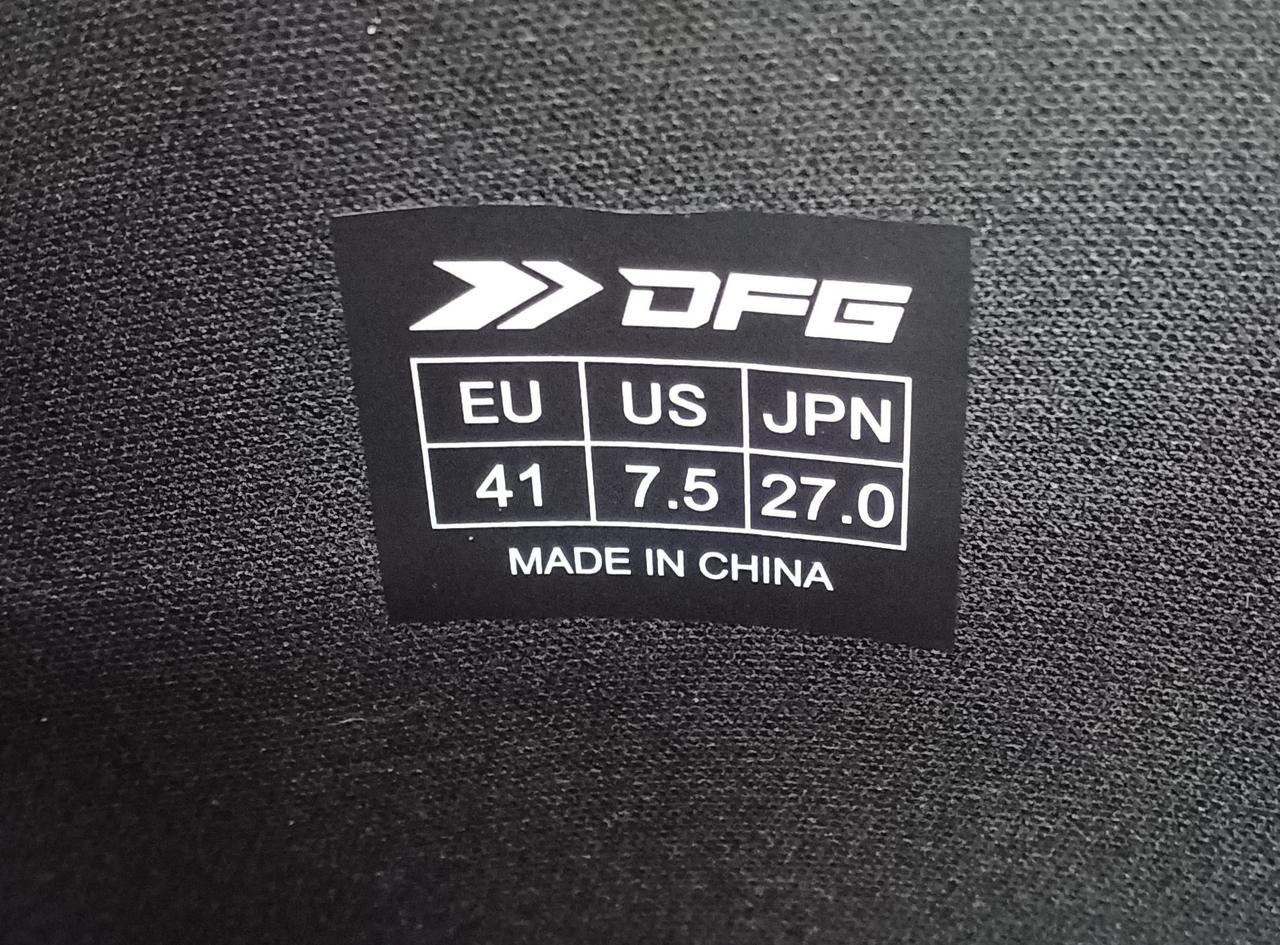 DFG
EU US JPN
41 7.5 27.0
MADE IN CHINA